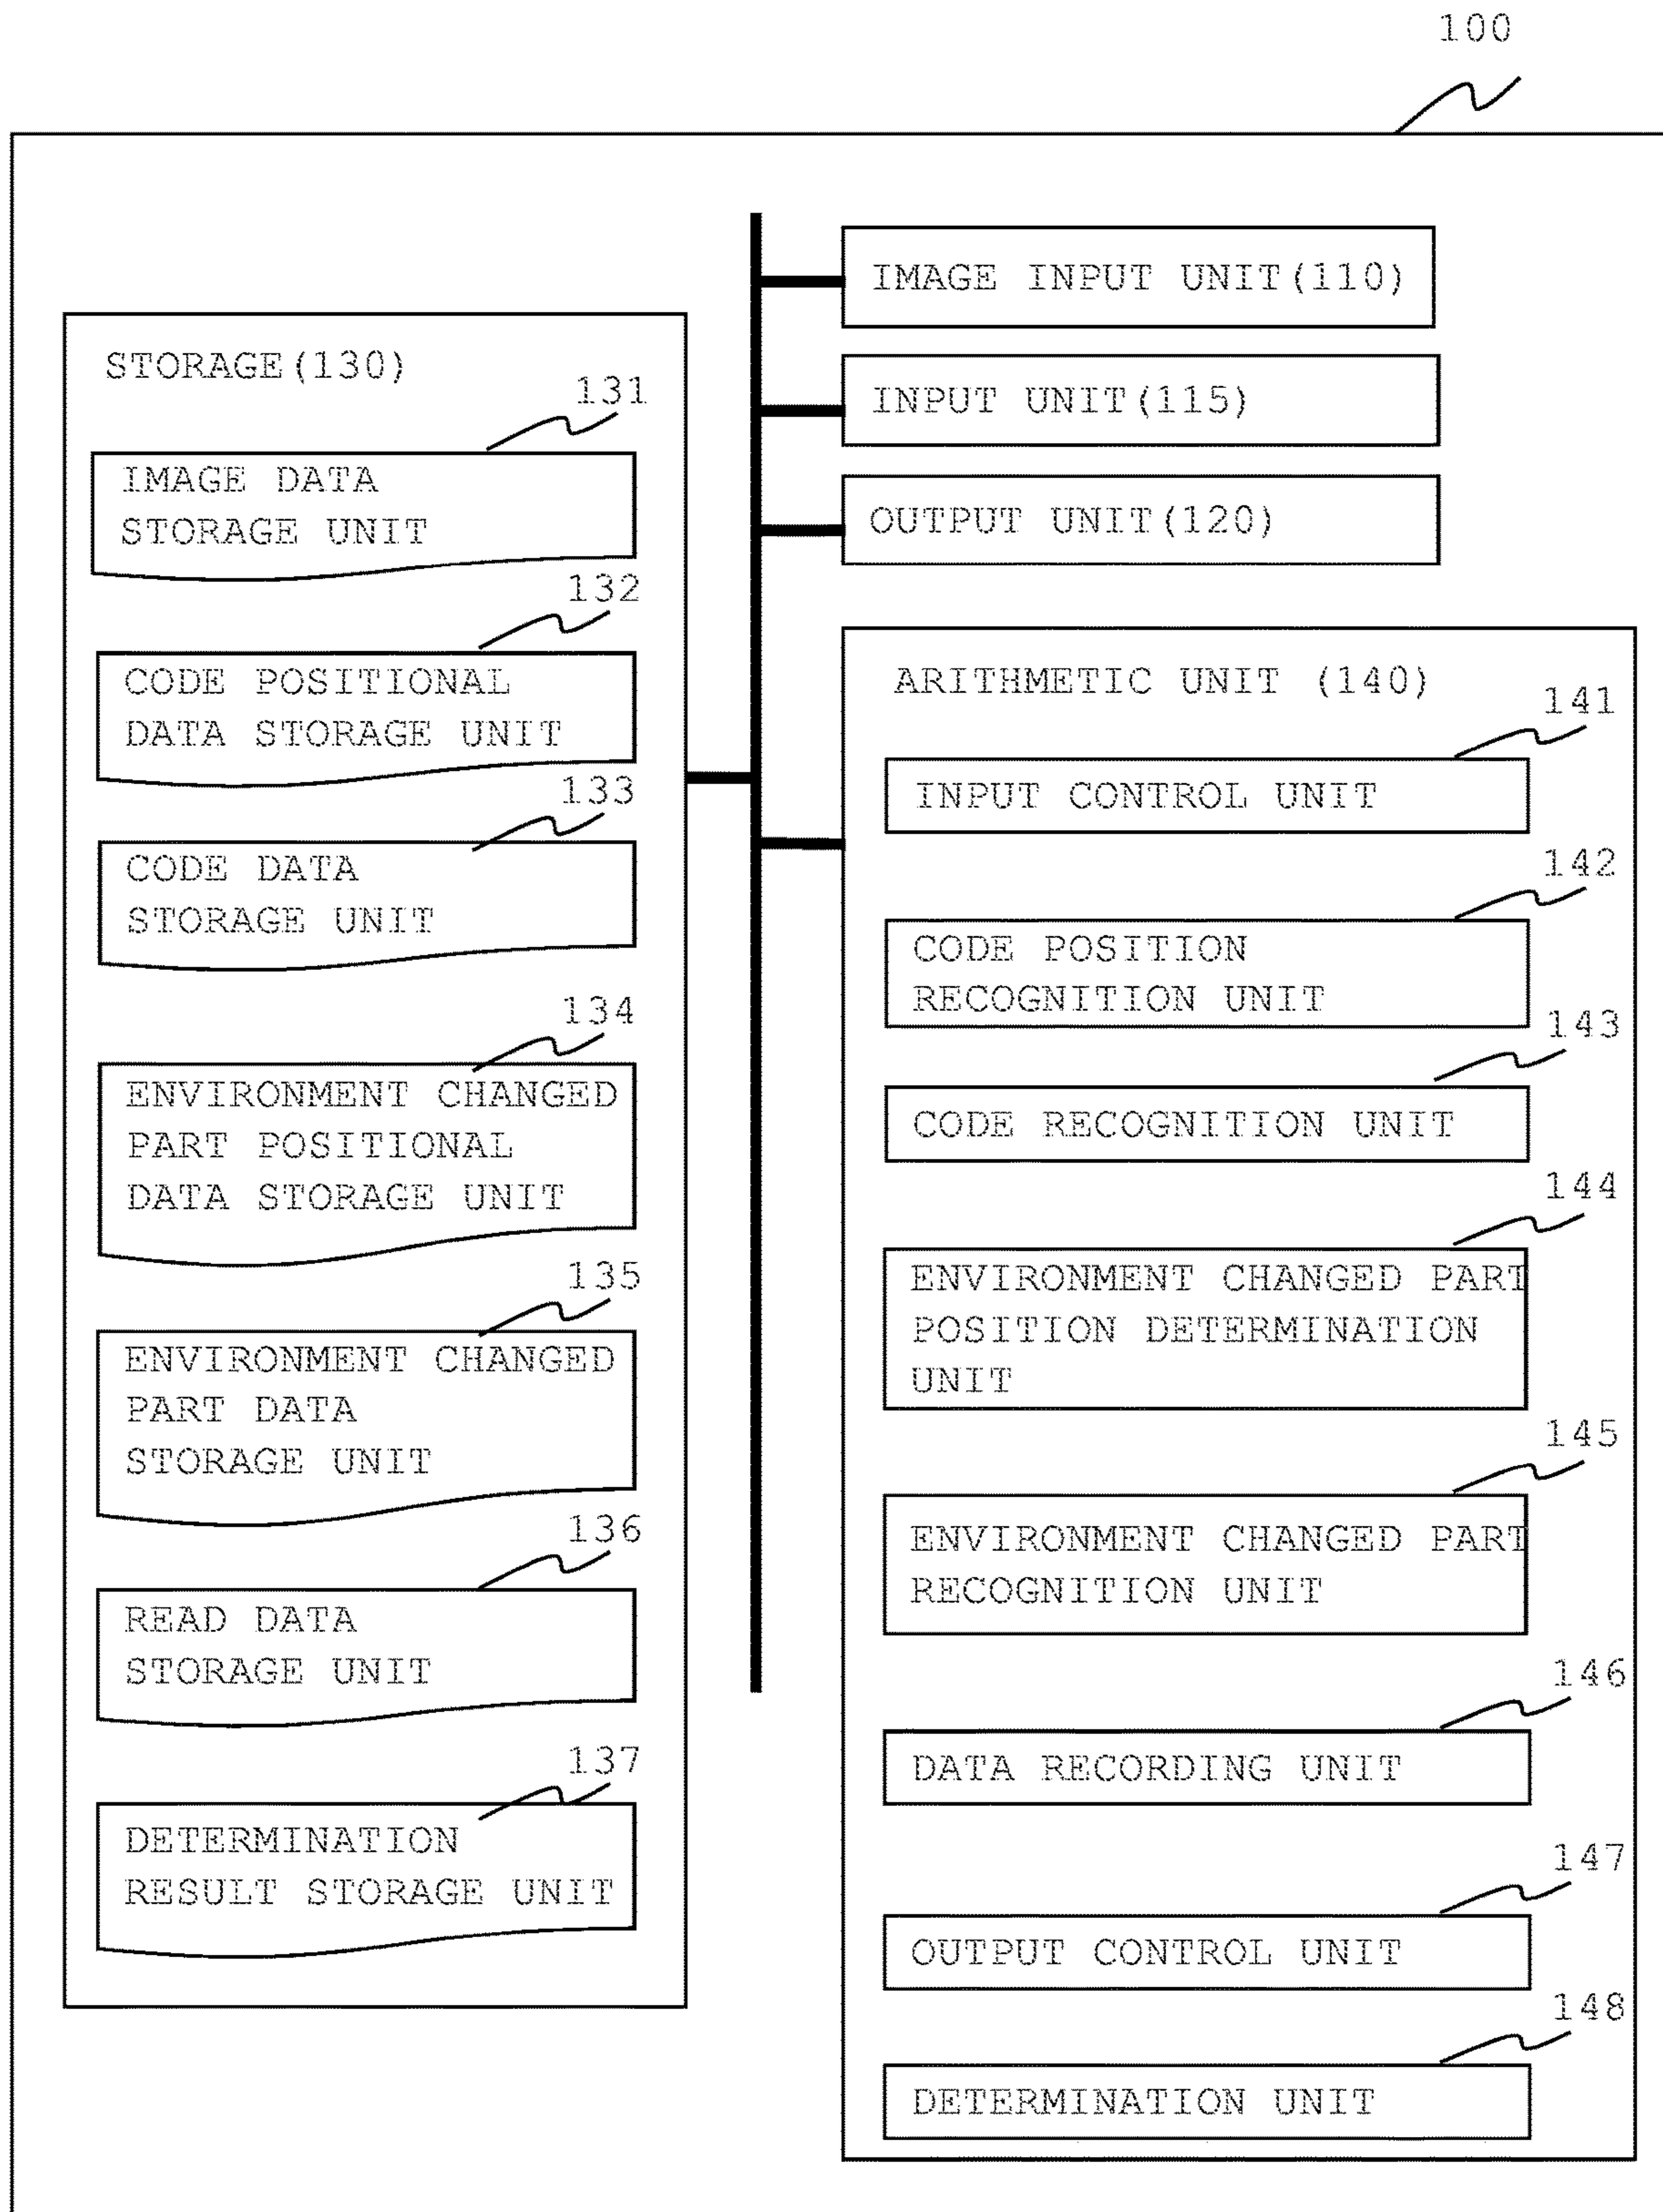 100
STORAGE(130)
131
IMAGE DATA
STORAGE UNIT
132
CODE POSITIONAL
DATA STORAGE UNIT
133
CODE DATA
STORAGE UNIT
134
ENVIRONMENT CHANGED
PART POSITIONAL
DATA STORAGE UNIT
135
ENVIRONMENT CHANGED
PART DATA
STORAGE UNIT
136
READ DATA
STORAGE UNIT
137
DETERMINATION
RESULT STORAGE UNIT
IMAGE INPUT UNIT(110)
INPUT UNIT(115)
OUTPUT UNIT(120)
ARITHMETIC UNIT (140)
141
INPUT CONTROL UNIT
142
CODE POSITION
RECOGNITION UNIT
143
CODE RECOGNITION UNIT
144
ENVIRONMENT CHANGED PART
POSITION DETERMINATION
UNIT
145
ENVIRONMENT CHANGED PART
RECOGNITION UNIT
146
DATA RECORDING UNIT
147
OUTPUT CONTROL UNIT
148
DETERMINATION UNIT